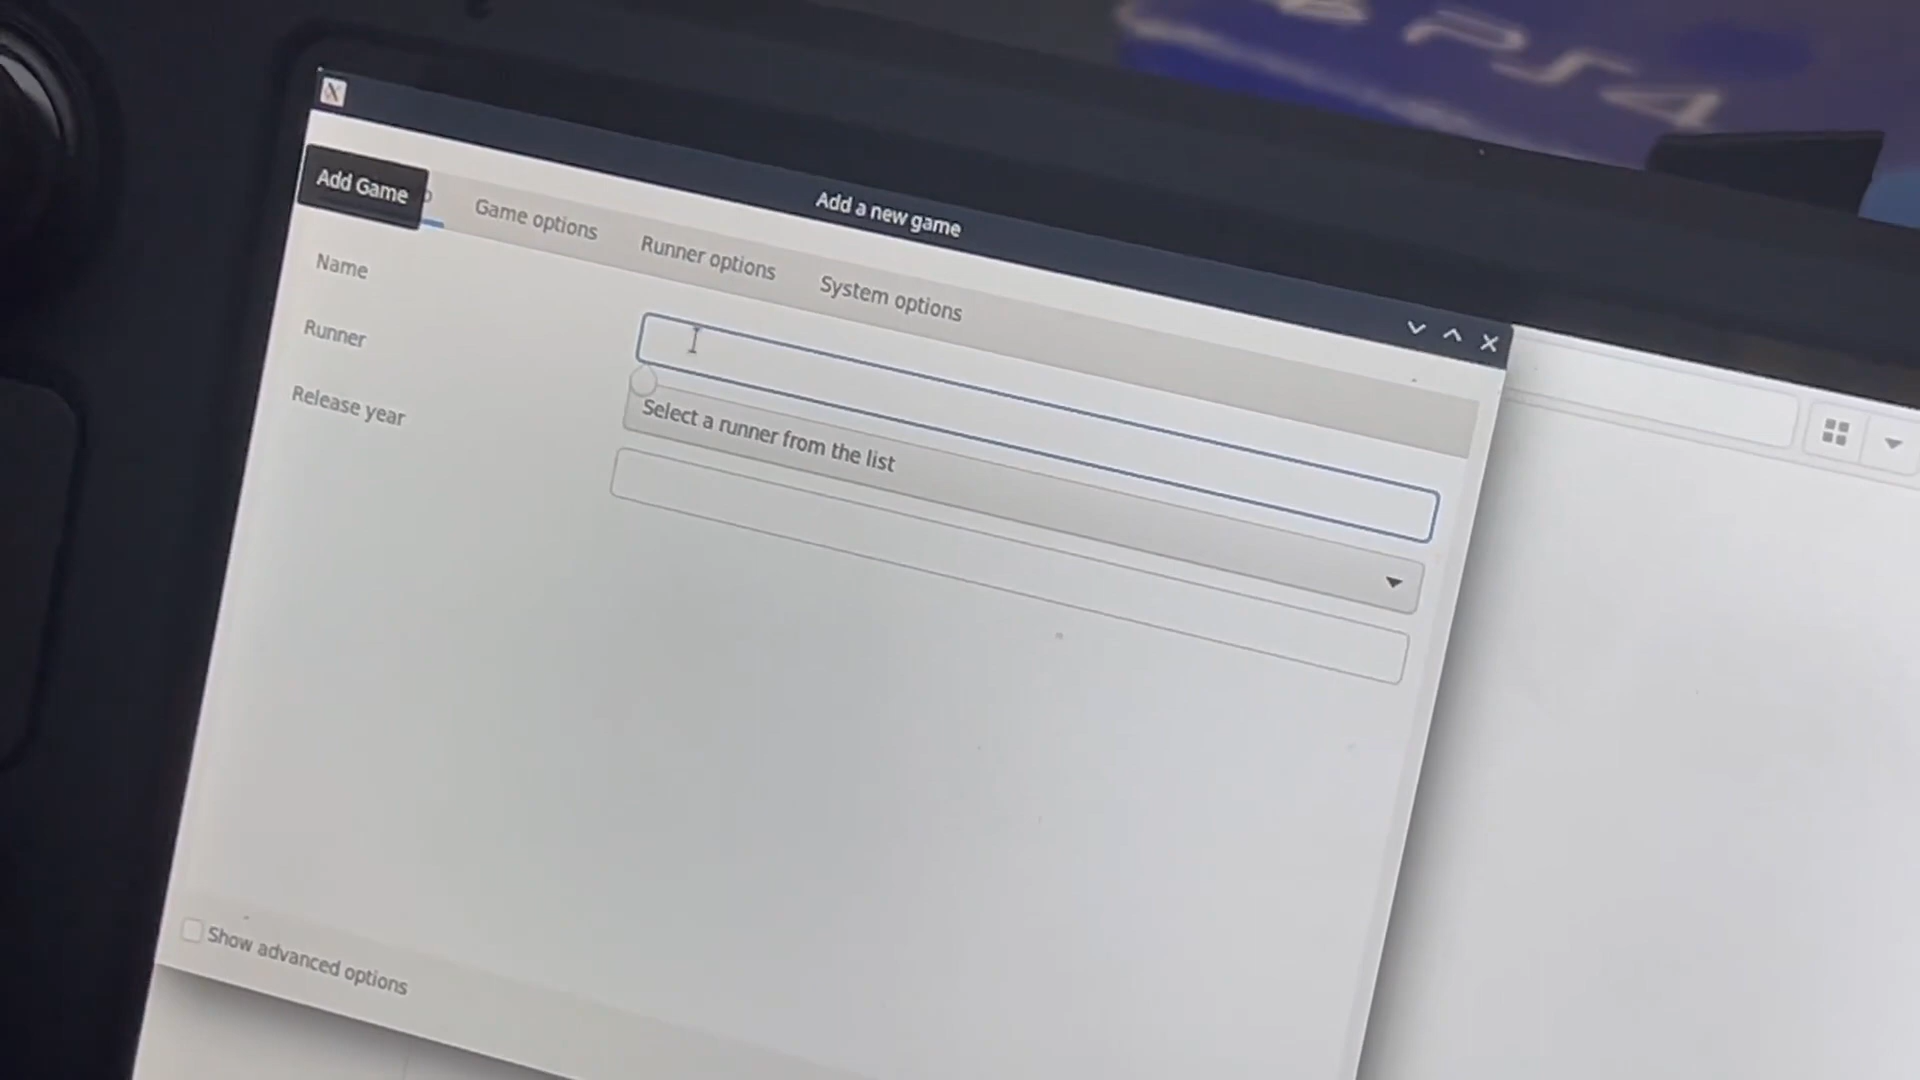 PS4
Add a new game
Add Game
Game options
Runner options
System options
Name
Runner
Select a runner from the list
Release year
Show advanced options